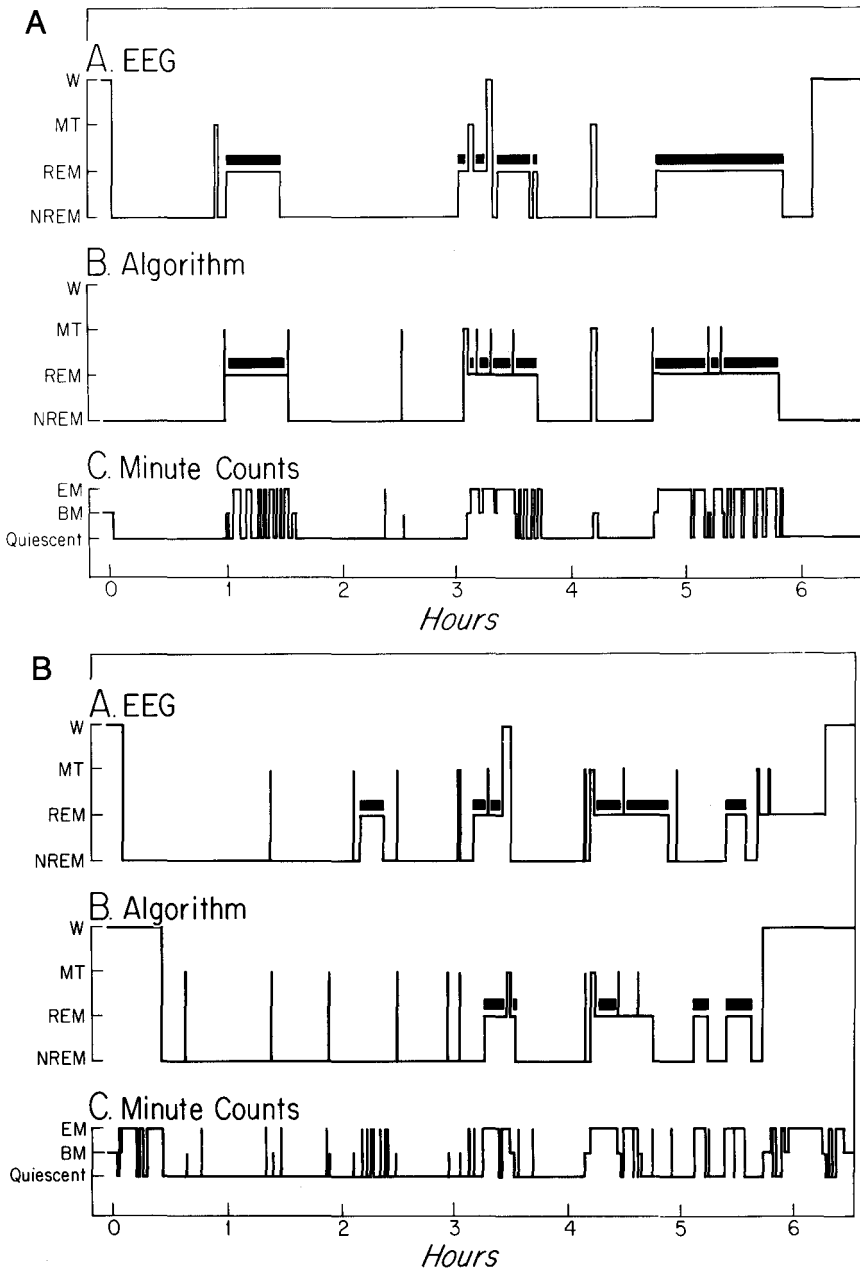 A
A. EEG
W
MT
REM
NREM
B. Algorithm
W
MT
REM
NREM
C. Minute Counts
EM
BM
Quiescent
0 1 2 3 4 5 6
Hours
B
A. EEG
W
MT
REM
NREM
B. Algorithm
W
MT
REM
NREM
C. Minute Counts
EM
BM
Quiescent
0 1 2 3 4 5 6
Hours